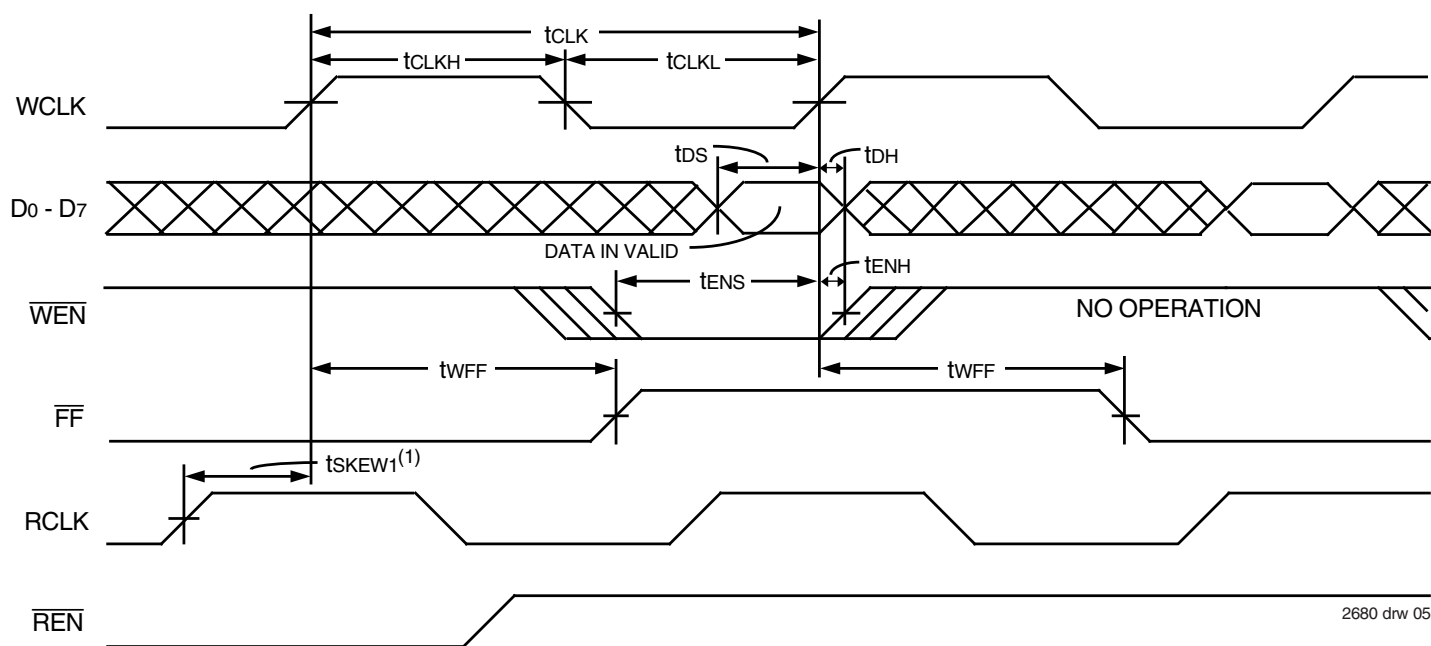 tCLK
tCLKH
tCLKL
WCLK
tDS
tDH
D0 - D7
DATA IN VALID
tENS
tENH
WEN
NO OPERATION
tWFF
tWFF
FF
tSKEW1(1)
RCLK
REN
2680 drw 05